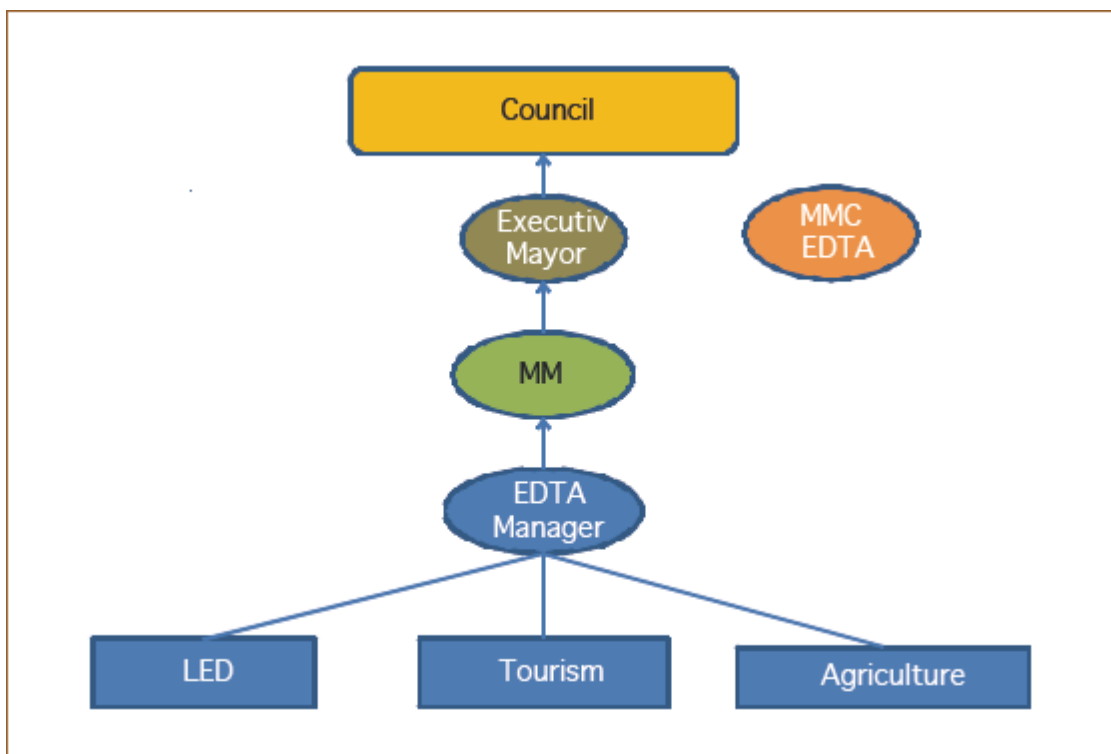 Council
Executiv
Mayor
MMC
EDTA
MM
EDTA
Manager
LED
Tourism
Agriculture